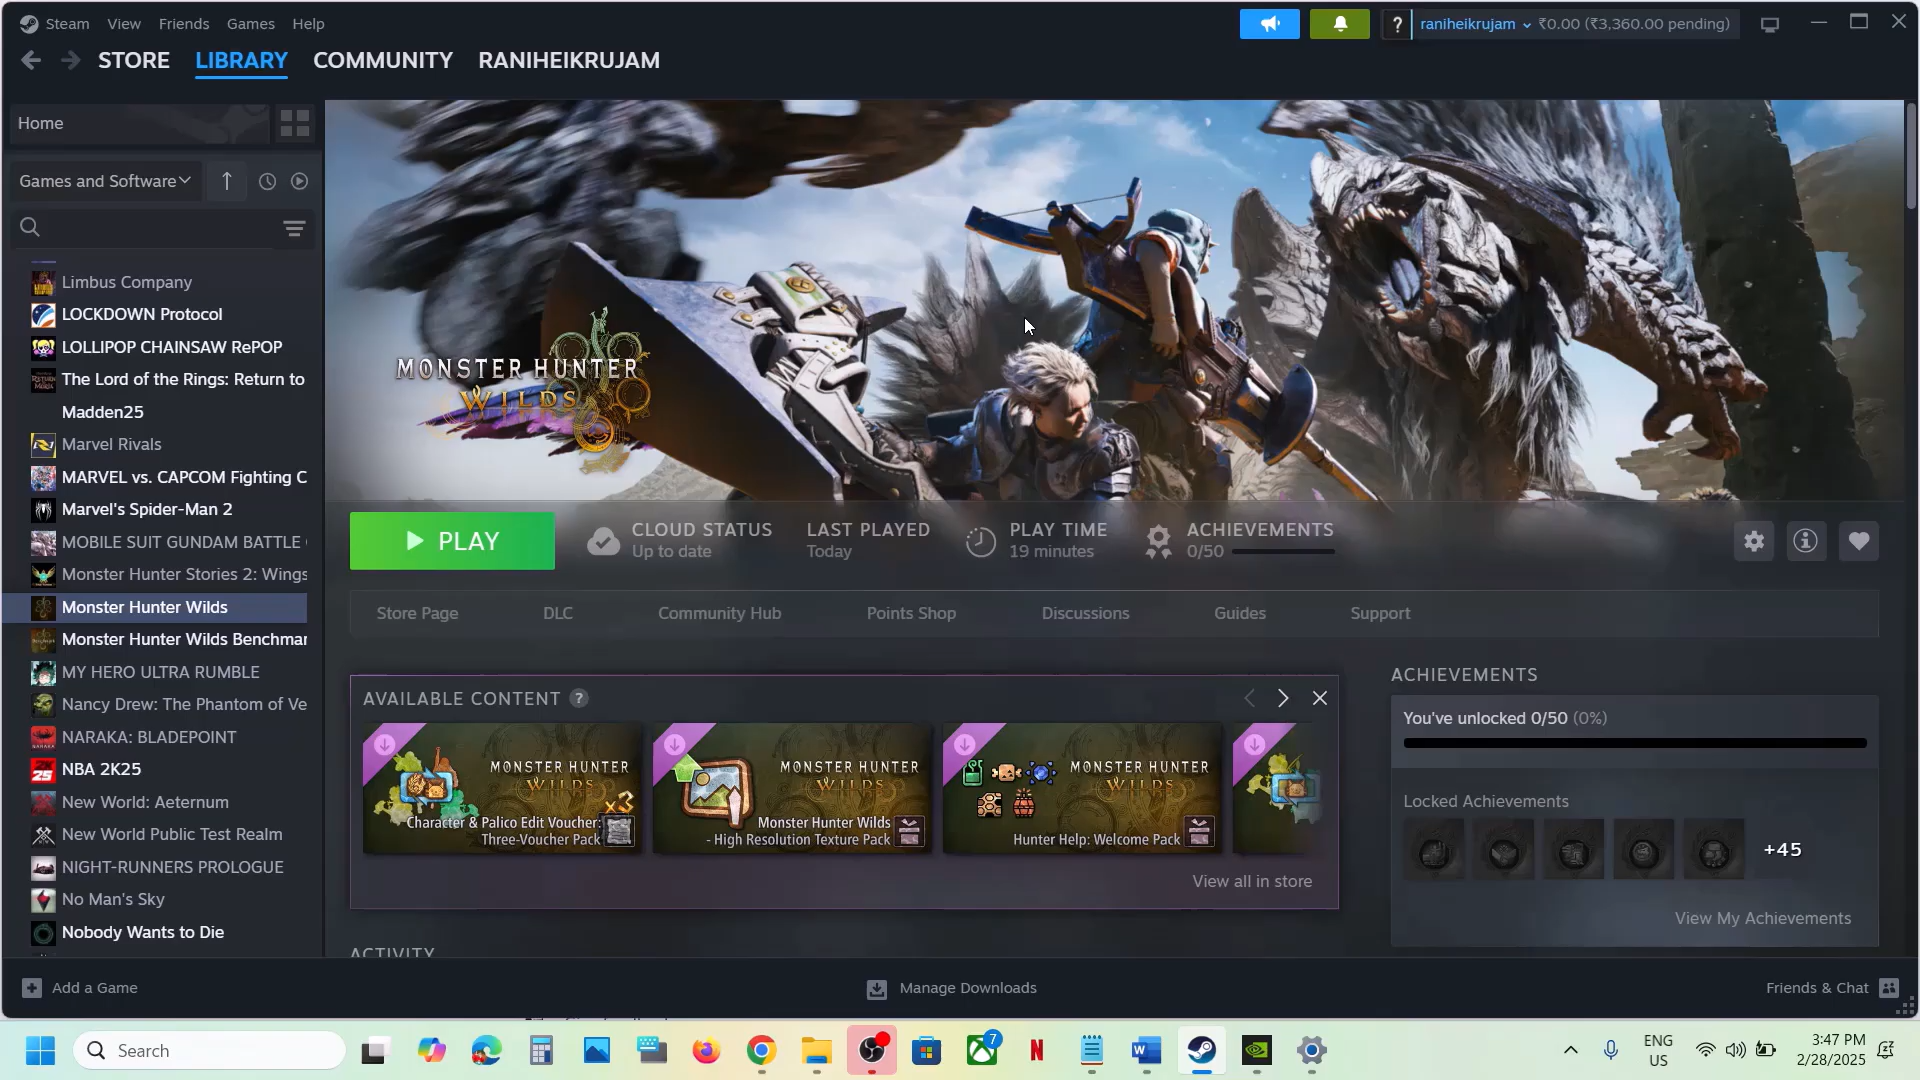 Steam View Friends Games Help
? raniheikrujam ₹0.00 (₹3,360.00 pending)
STORE LIBRARY COMMUNITY RANIHEIKRUJAM
Home
Games and Software
Limbus Company
LOCKDOWN Protocol
LOLLIPOP CHAINSAW RePOP
The Lord of the Rings: Return to
Madden25
Marvel Rivals
MARVEL vs. CAPCOM Fighting C
Marvel's Spider-Man 2
MOBILE SUIT GUNDAM BATTLE
Monster Hunter Stories 2: Wings
Monster Hunter Wilds
Monster Hunter Wilds Benchmar
MY HERO ULTRA RUMBLE
Nancy Drew: The Phantom of Ve
NARAKA: BLADEPOINT
NBA 2K25
New World: Aeternum
New World Public Test Realm
NIGHT-RUNNERS PROLOGUE
No Man's Sky
Nobody Wants to Die
MONSTER HUNTER
WILDS
PLAY
CLOUD STATUS
Up to date
LAST PLAYED
Today
PLAY TIME
19 minutes
ACHIEVEMENTS
0/50
Store Page DLC Community Hub Points Shop Discussions Guides Support
AVAILABLE CONTENT ?
MONSTER HUNTER
WILDS
x3
Character & Palico Edit Voucher:
Three-Voucher Pack
MONSTER HUNTER
WILDS
Monster Hunter Wilds
- High Resolution Texture Pack
MONSTER HUNTER
WILDS
Hunter Help: Welcome Pack
View all in store
ACTIVITY
ACHIEVEMENTS
You've unlocked 0/50 (0%)
Locked Achievements
+45
View My Achievements
Add a Game
Manage Downloads
Friends & Chat
Search
7
ENG
US
3:47 PM
2/28/2025